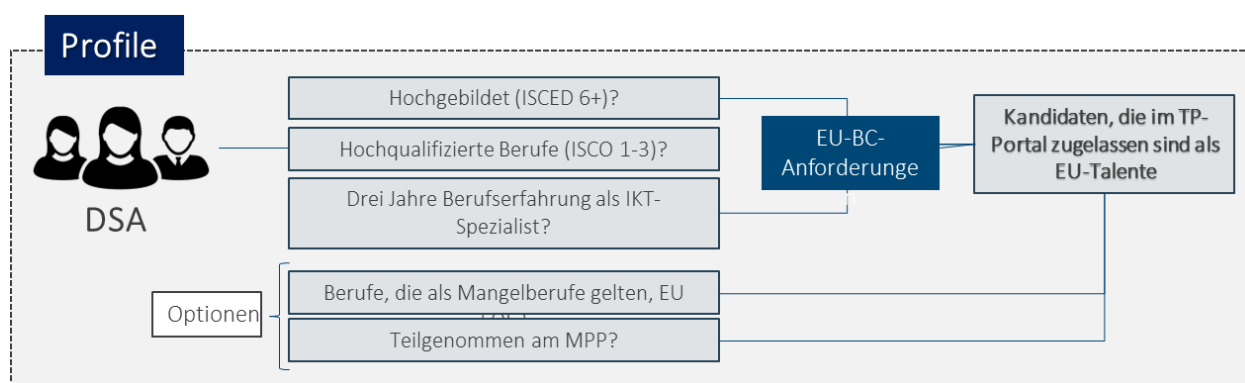 Profile
Hochgebildet (ISCED 6+)?
Hochqualifizierte Berufe (ISCO 1-3)?
Drei Jahre Berufserfahrung als IKT-
Spezialist?
DSA
EU-BC-
Anforderunge
Kandidaten, die im TP-
Portal zugelassen sind als
EU-Talente
Optionen
Berufe, die als Mangelberufe gelten, EU
Teilgenommen am MPP?